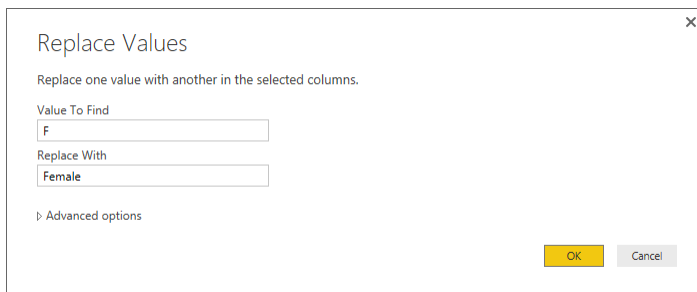 Replace Values
Replace one value with another in the selected columns.
Value To Find
F
Replace With
Female
Advanced options
OK Cancel